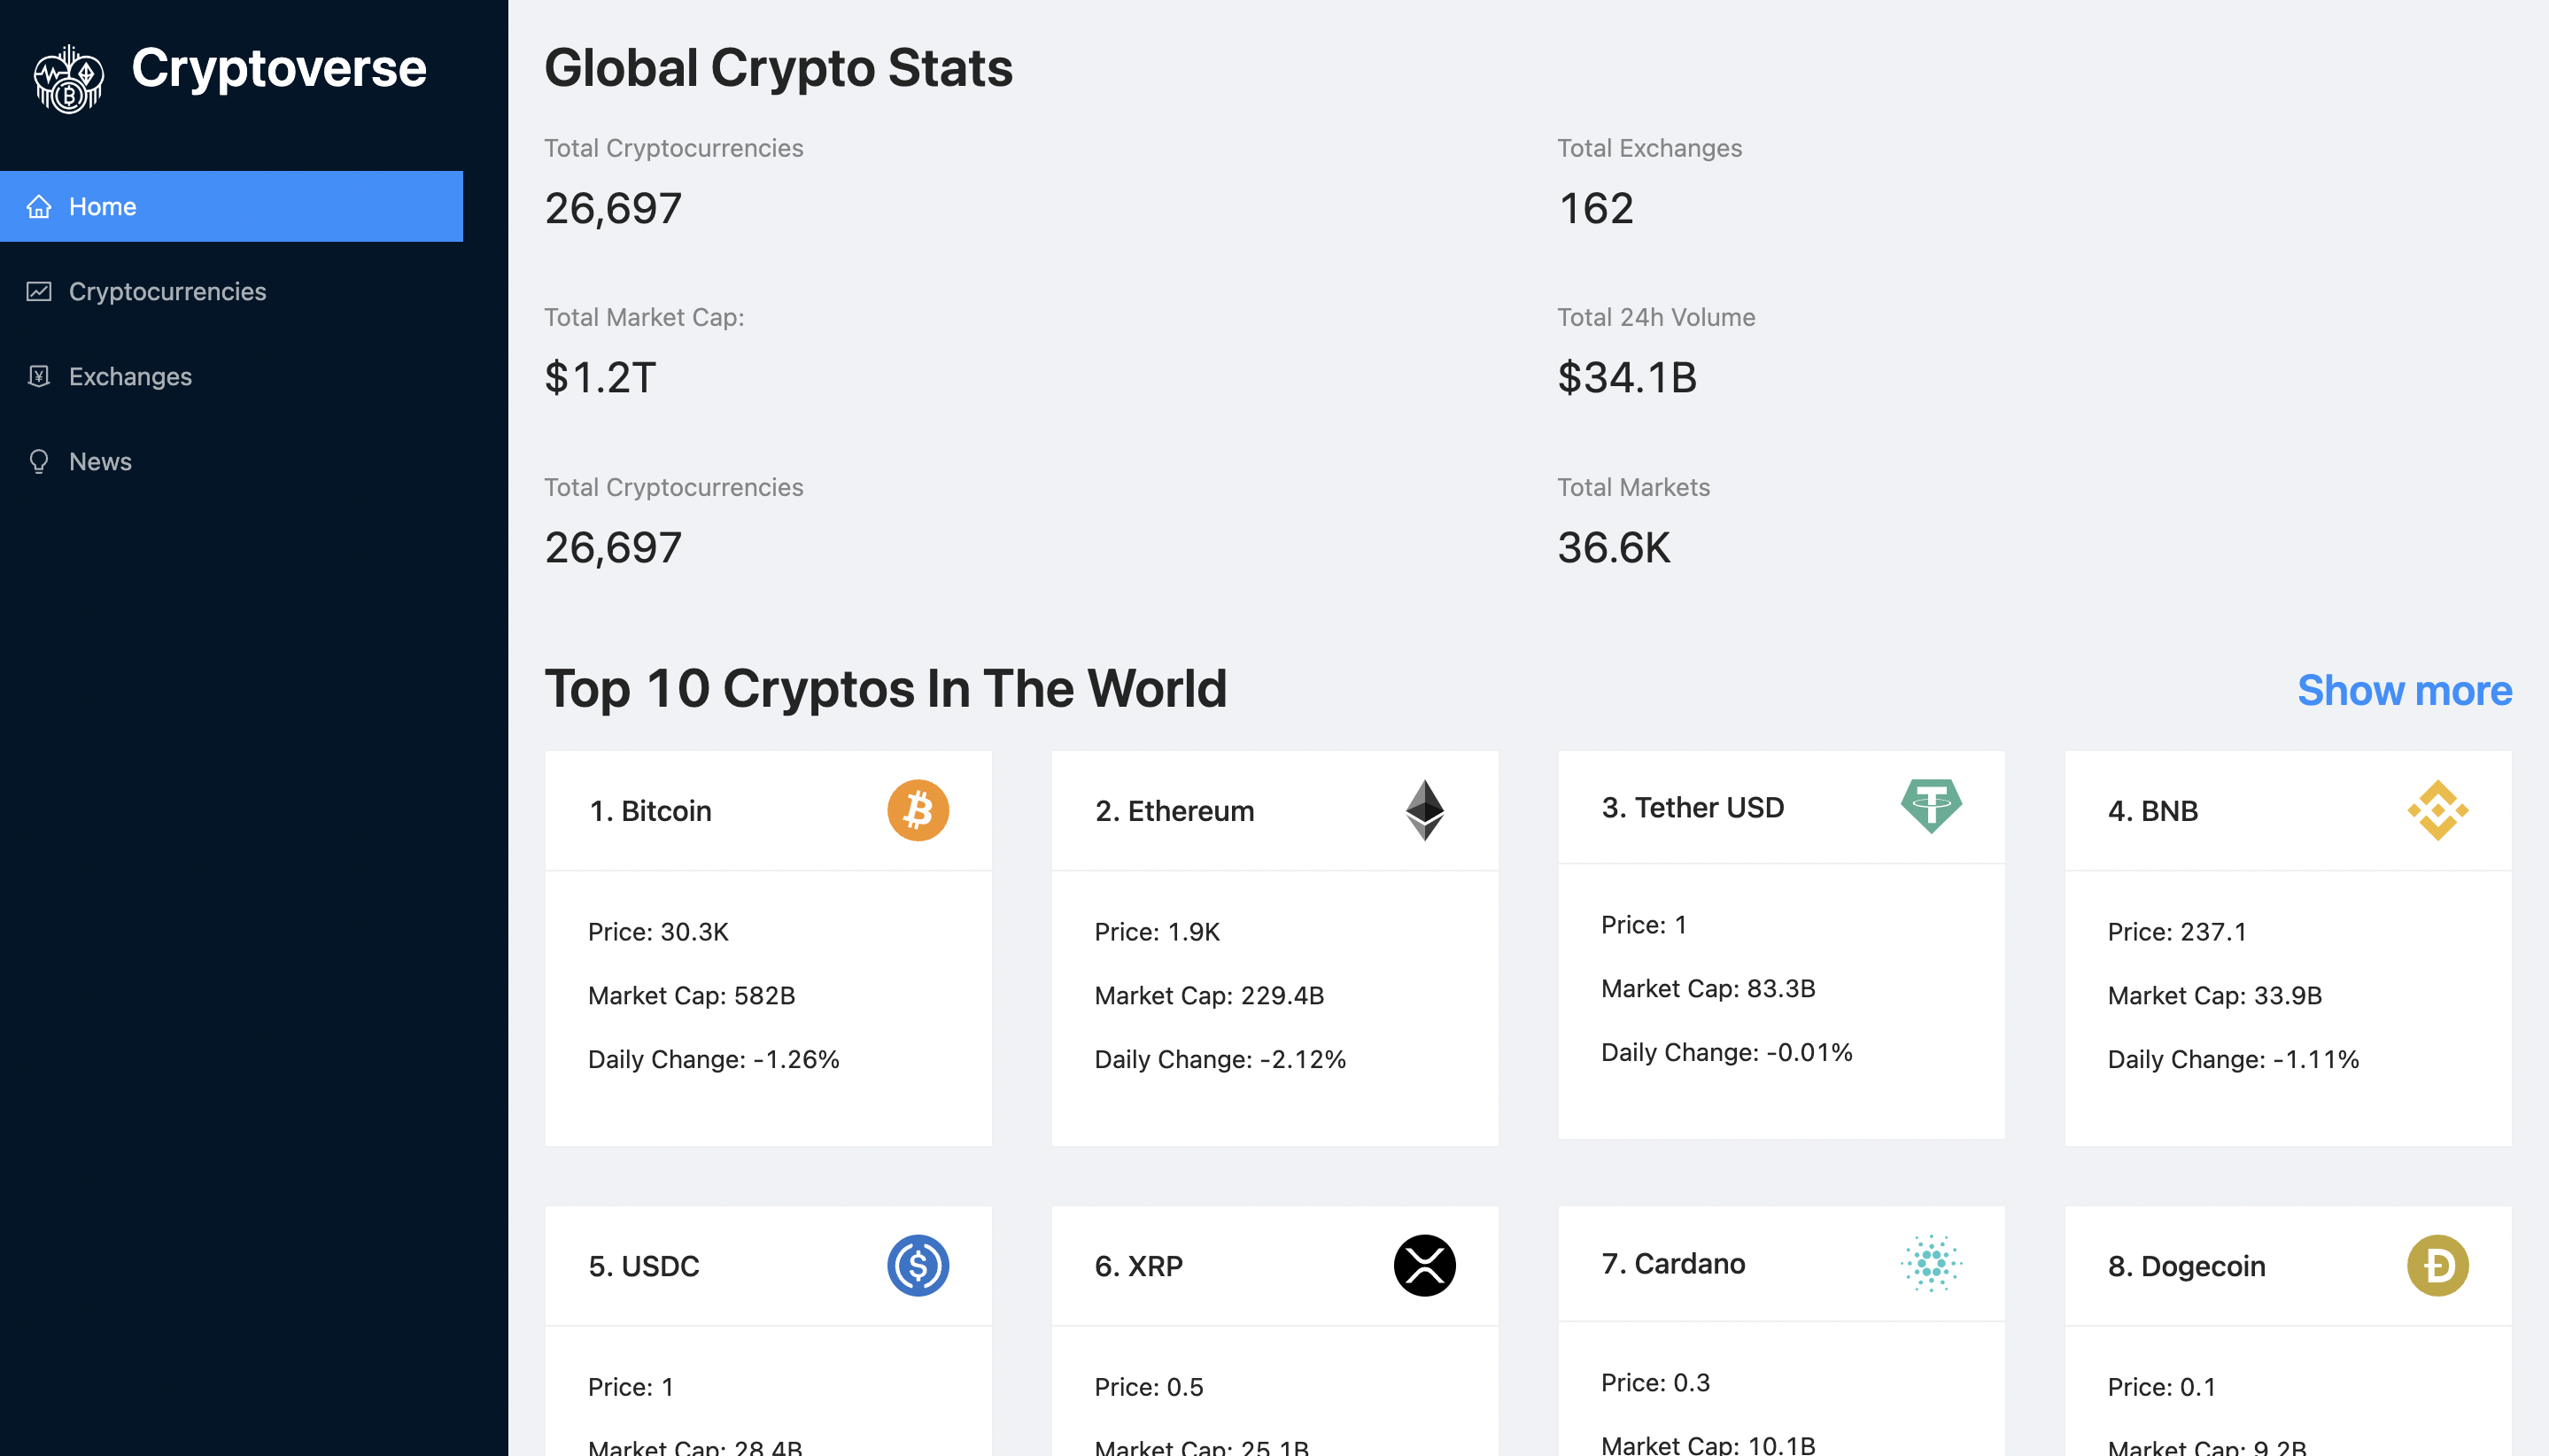 Cryptoverse
Home
Cryptocurrencies
Exchanges
News
Global Crypto Stats
Total Cryptocurrencies
26,697
Total Exchanges
162
Total Market Cap:
$1.2T
Total 24h Volume
$34.1B
Total Cryptocurrencies
26,697
Total Markets
36.6K
Top 10 Cryptos In The World
Show more
1. Bitcoin
Price: 30.3K
Market Cap: 582B
Daily Change: -1.26%
2. Ethereum
Price: 1.9K
Market Cap: 229.4B
Daily Change: -2.12%
3. Tether USD
Price: 1
Market Cap: 83.3B
Daily Change: -0.01%
4. BNB
Price: 237.1
Market Cap: 33.9B
Daily Change: -1.11%
5. USDC
Price: 1
Market Cap: 28.4B
6. XRP
Price: 0.5
Market Cap: 25.1B
7. Cardano
Price: 0.3
Market Cap: 10.1B
8. Dogecoin
Price: 0.1
Market Cap: 9.2B